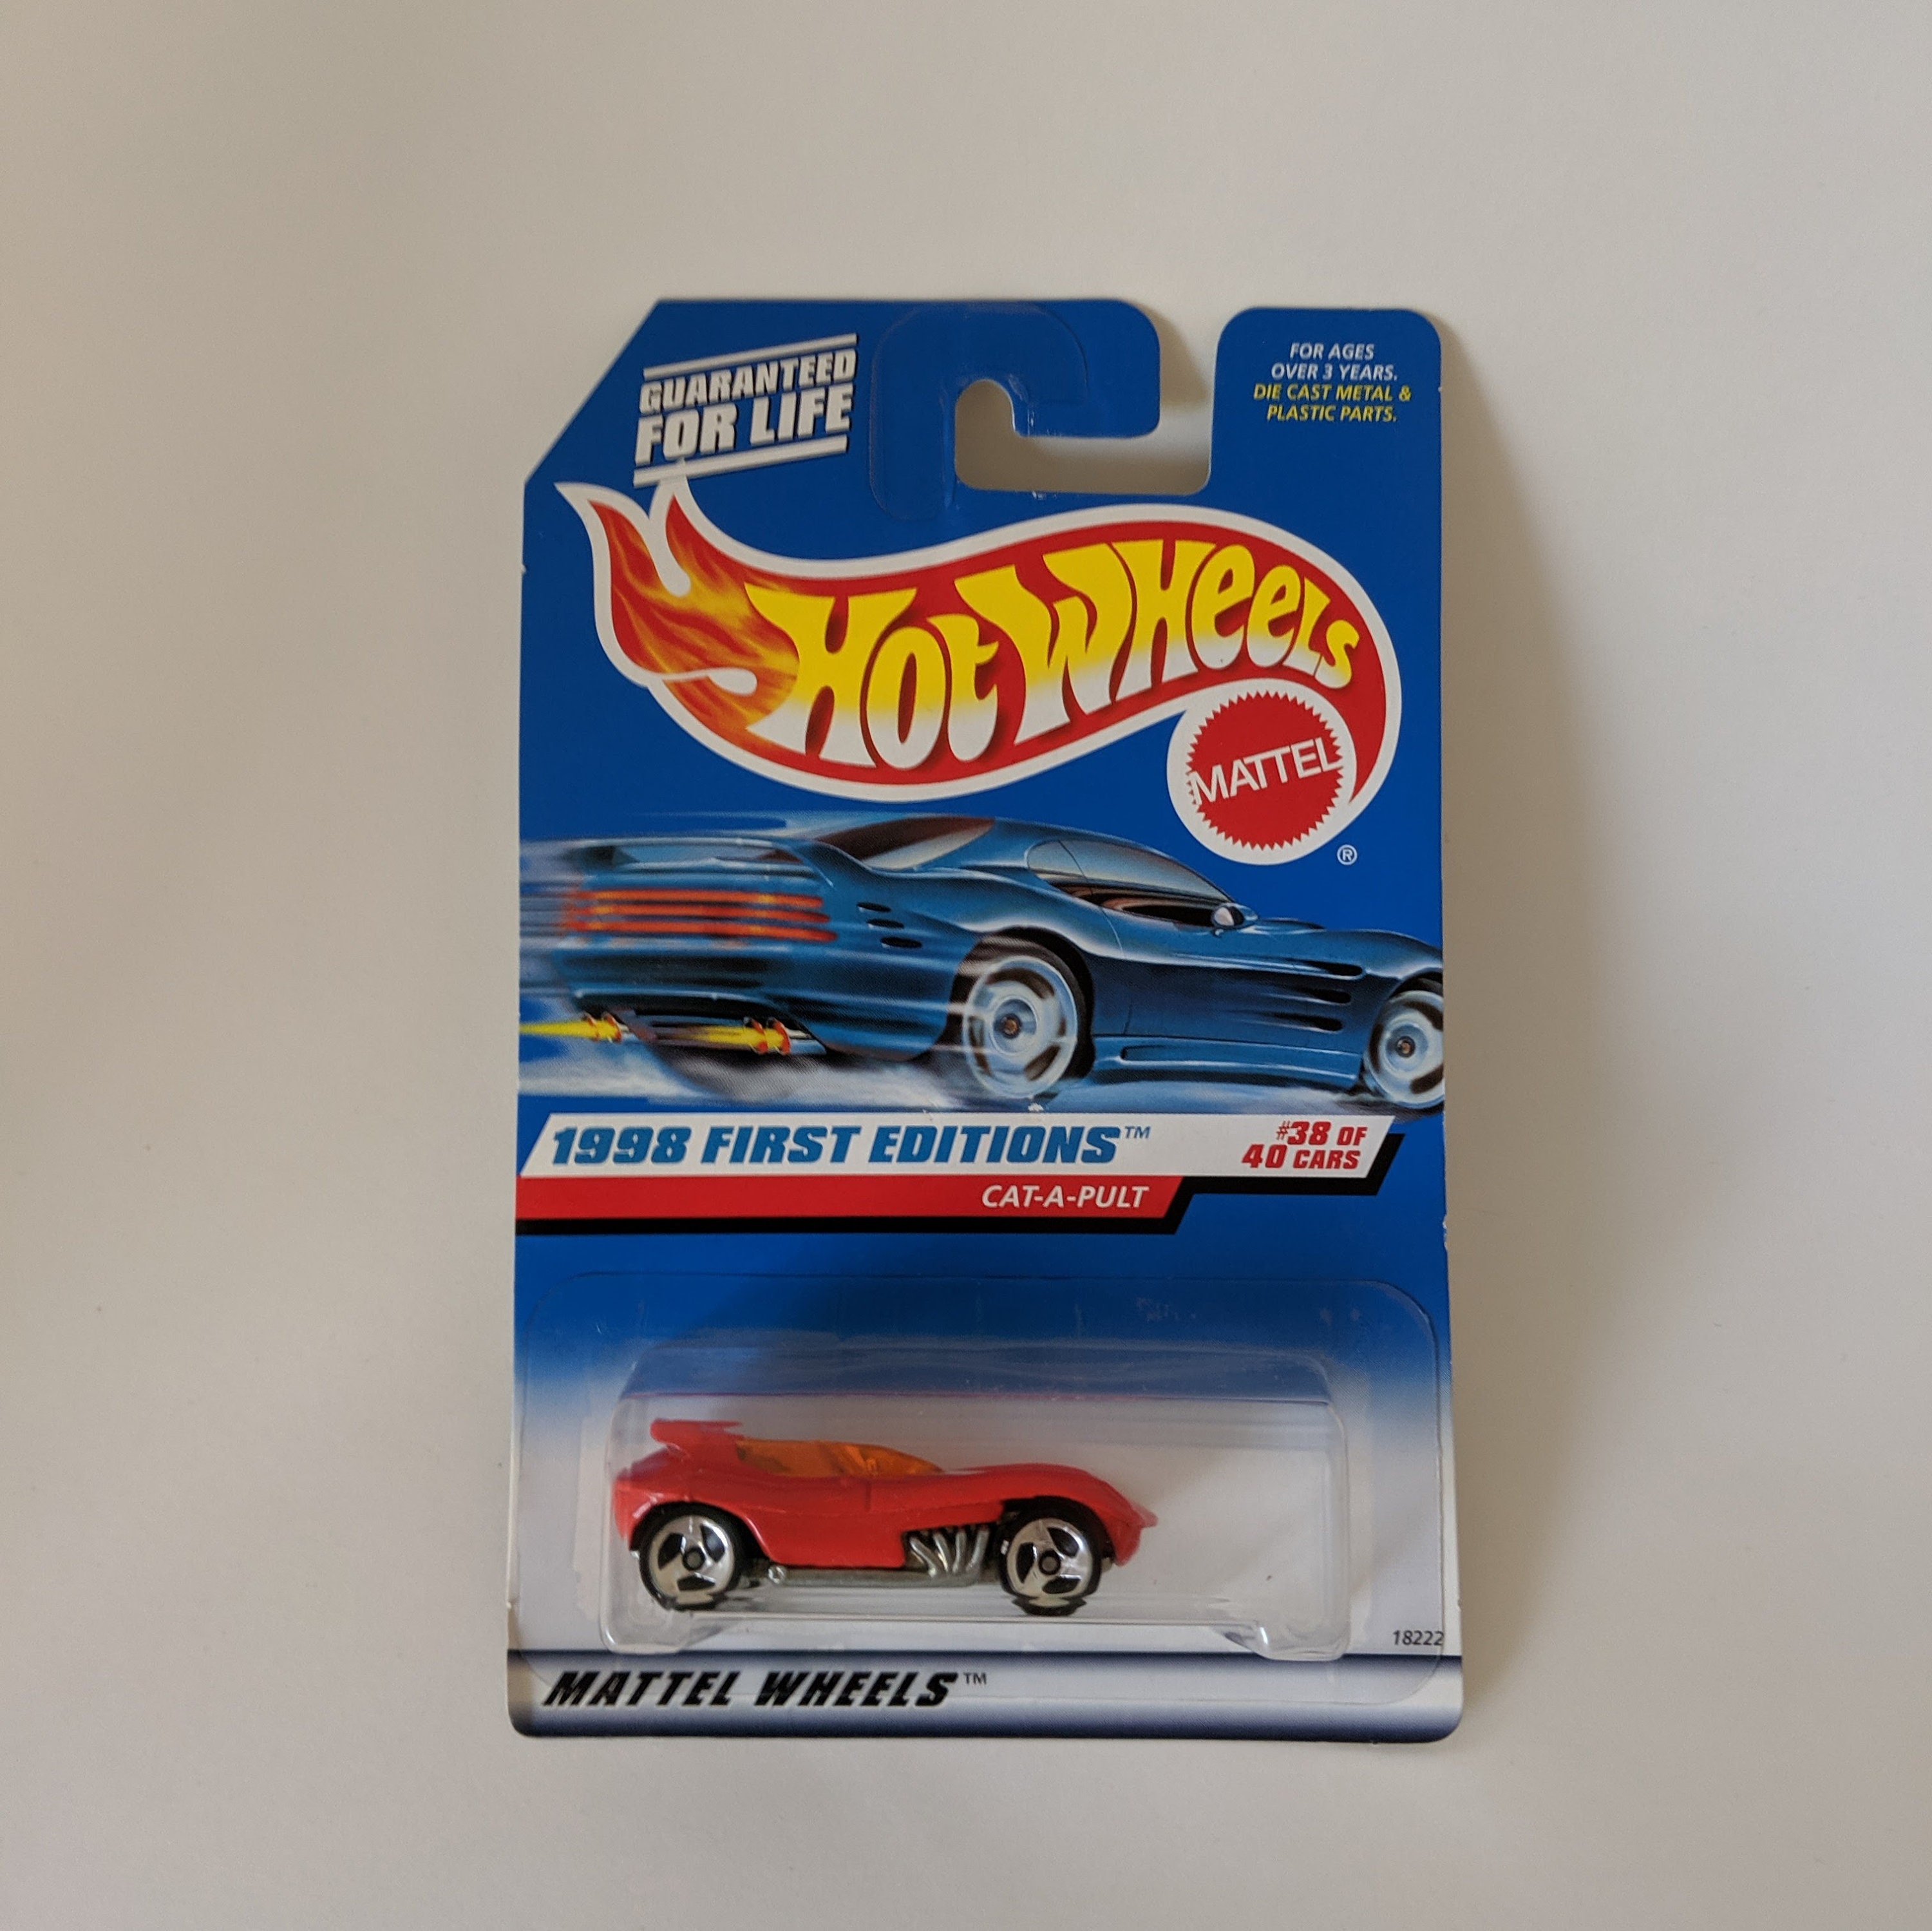 GUARANTEED
FOR LIFE
FOR AGES
OVER 3 YEARS.
DIE CAST METAL &
PLASTIC PARTS.
HOT WHEELS
MATTEL
®
1998 FIRST EDITIONS™
#38 OF
40 CARS
CAT-A-PULT
18222
MATTEL WHEELS™